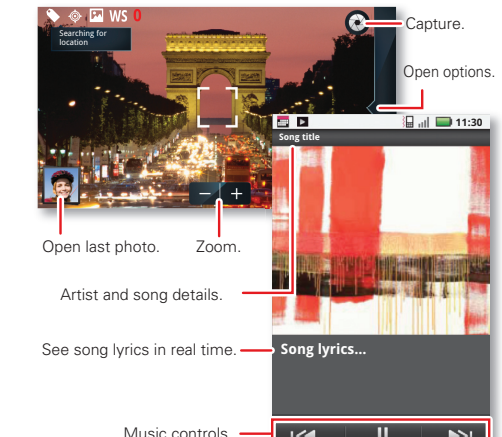 WS 0
Searching for
location
Capture.
Open options.
11:30
Song title
Open last photo.
Zoom.
Artist and song details.
See song lyrics in real time.
Song lyrics...
Music controls.